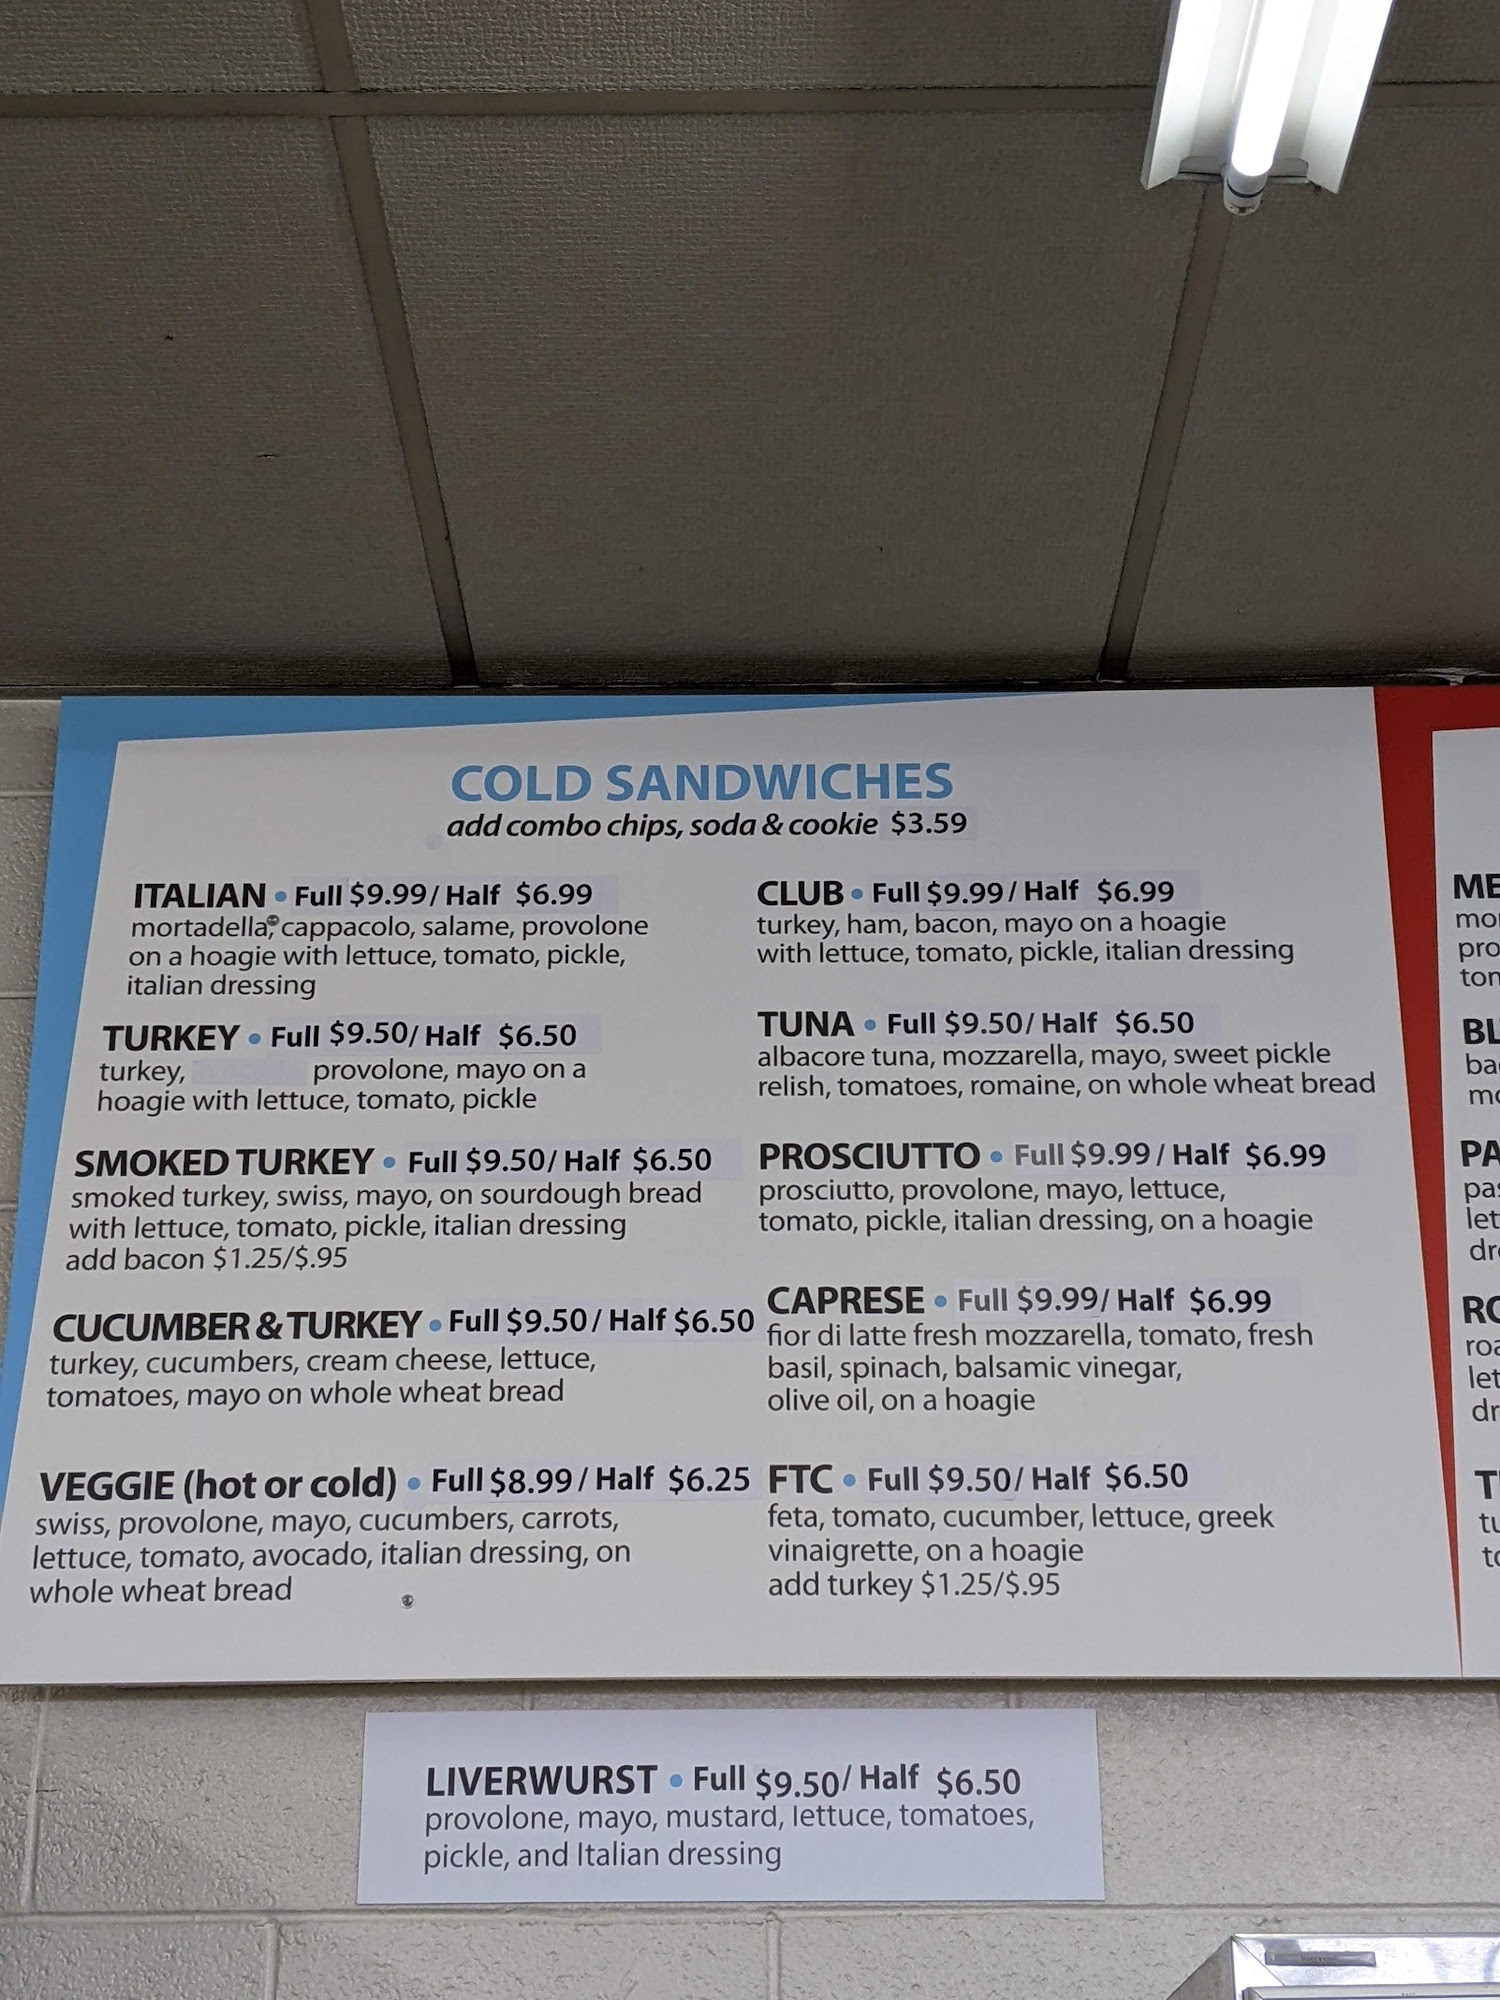 COLD SANDWICHES
add combo chips, soda & cookie $3.59
ITALIAN • Full $9.99/ Half $6.99
mortadella, cappacolo, salame, provolone
on a hoagie with lettuce, tomato, pickle,
italian dressing
TURKEY • Full $9.50/ Half $6.50
turkey, provolone, mayo on a
hoagie with lettuce, tomato, pickle
SMOKED TURKEY • Full $9.50/ Half $6.50
smoked turkey, swiss, mayo, on sourdough bread
with lettuce, tomato, pickle, italian dressing
add bacon $1.25/$.95
CUCUMBER & TURKEY • Full $9.50/ Half $6.50
turkey, cucumbers, cream cheese, lettuce,
tomatoes, mayo on whole wheat bread
VEGGIE (hot or cold) • Full $8.99/ Half $6.25
swiss, provolone, mayo, cucumbers, carrots,
lettuce, tomato, avocado, italian dressing, on
whole wheat bread
CLUB • Full $9.99/ Half $6.99
turkey, ham, bacon, mayo on a hoagie
with lettuce, tomato, pickle, italian dressing
TUNA • Full $9.50/ Half $6.50
albacore tuna, mozzarella, mayo, sweet pickle
relish, tomatoes, romaine, on whole wheat bread
PROSCIUTTO • Full $9.99/ Half $6.99
prosciutto, provolone, mayo, lettuce,
tomato, pickle, italian dressing, on a hoagie
CAPRESE • Full $9.99/ Half $6.99
fior di latte fresh mozzarella, tomato, fresh
basil, spinach, balsamic vinegar,
olive oil, on a hoagie
FTC • Full $9.50/ Half $6.50
feta, tomato, cucumber, lettuce, greek
vinaigrette, on a hoagie
add turkey $1.25/$.95
LIVERWURST • Full $9.50/ Half $6.50
provolone, mayo, mustard, lettuce, tomatoes,
pickle, and Italian dressing